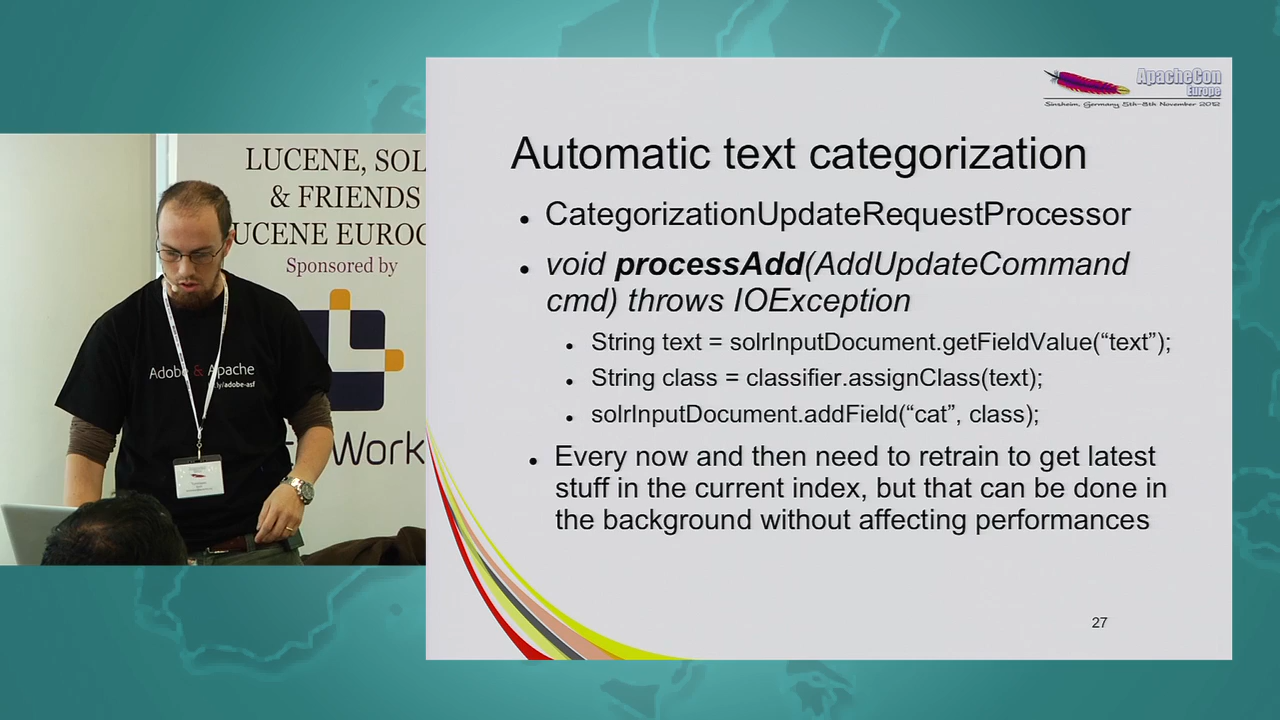 LUCENE, SOL
& FRIENDS
UCENE EUROC
Sponsored by
Work
Adobe & Apache
ly/adobe-asf
ApacheCon
Europe
Sinsheim, Germany 5th-8th November 2012
Automatic text categorization
● CategorizationUpdateRequestProcessor
● void processAdd(AddUpdateCommand
cmd) throws IOException
● String text = solrInputDocument.getFieldValue(“text”);
● String class = classifier.assignClass(text);
● solrInputDocument.addField(“cat”, class);
● Every now and then need to retrain to get latest
stuff in the current index, but that can be done in
the background without affecting performances
27